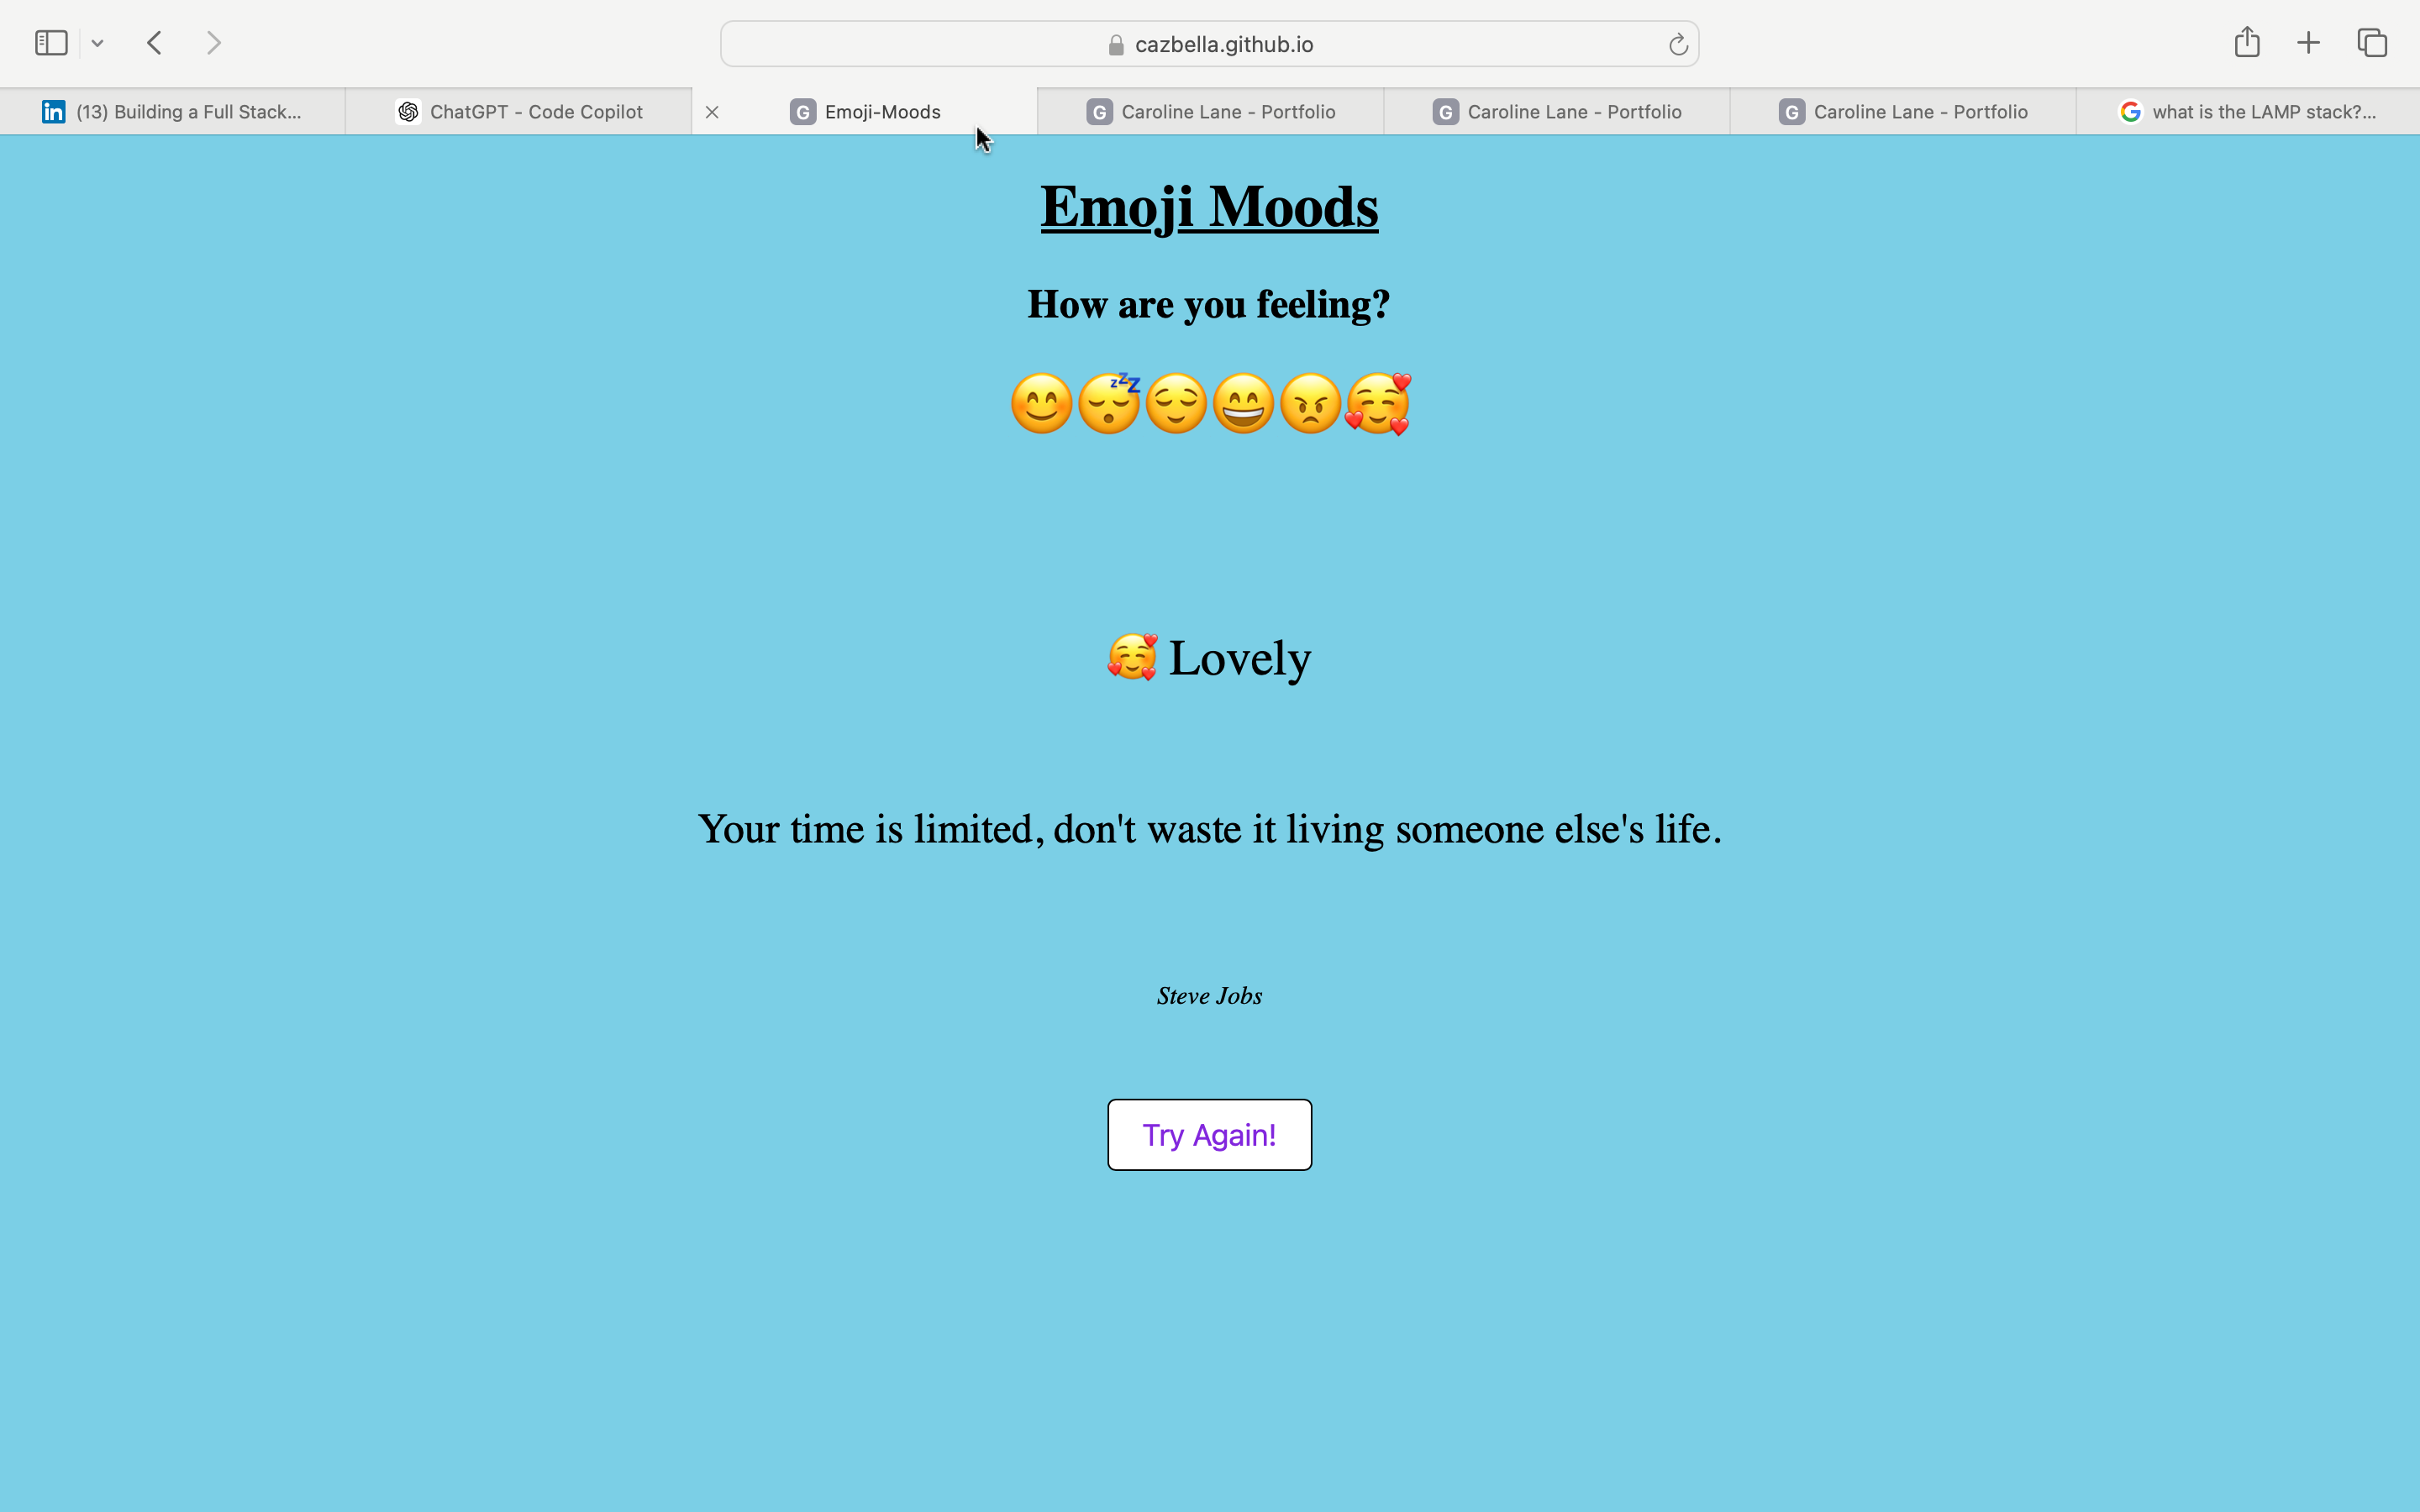 cazbella.github.io
(13) Building a Full Stack...
ChatGPT - Code Copilot
G Emoji-Moods
G Caroline Lane - Portfolio
G Caroline Lane - Portfolio
G Caroline Lane - Portfolio
what is the LAMP stack?...
Emoji Moods
How are you feeling?
😊😴😌😄😠🥰
🥰 Lovely
Your time is limited, don't waste it living someone else's life.
Steve Jobs
Try Again!